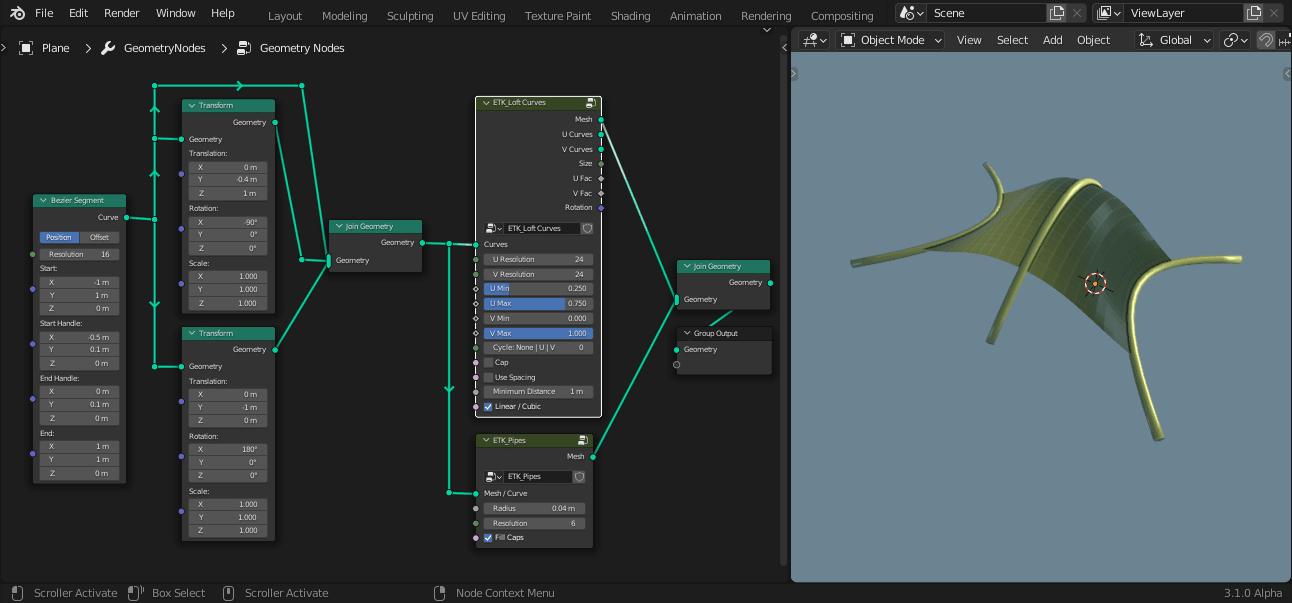 File Edit Render Window Help Layout Modeling Sculpting UV Editing Texture Paint Shading Animation Rendering Compositing Scene ViewLayer
Plane GeometryNodes Geometry Nodes
Object Mode View Select Add Object Global
Bezier Segment
Curve
Position Offset
Resolution 16
Start:
X -1 m
Y 1 m
Z 0 m
Start Handle:
X -0.5 m
Y 0.1 m
Z 0 m
End Handle:
X 0 m
Y 0.1 m
Z 0 m
End:
X 1 m
Y 1 m
Z 0 m
Transform
Geometry
Geometry
Translation:
X 0 m
Y -0.4 m
Z 1 m
Rotation:
X -90°
Y 0°
Z 0°
Scale:
X 1.000
Y 1.000
Z 1.000
Transform
Geometry
Geometry
Translation:
X 0 m
Y -1 m
Z 0 m
Rotation:
X 180°
Y 0°
Z 0°
Scale:
X 1.000
Y 1.000
Z 1.000
Join Geometry
Geometry
Geometry
ETK_Loft Curves
Mesh
U Curves
V Curves
Size
U Fac
V Fac
Rotation
ETK_Loft Curves
Curves
U Resolution 24
V Resolution 24
U Min 0.250
U Max 0.750
V Min 0.000
V Max 1.000
Cycle: None | U | V 0
Cap
Use Spacing
Minimum Distance 1 m
Linear / Cubic
ETK_Pipes
Mesh
ETK_Pipes
Mesh / Curve
Radius 0.04 m
Resolution 6
Fill Caps
Join Geometry
Geometry
Geometry
Group Output
Geometry
Scroller Activate Box Select Scroller Activate Node Context Menu 3.1.0 Alpha